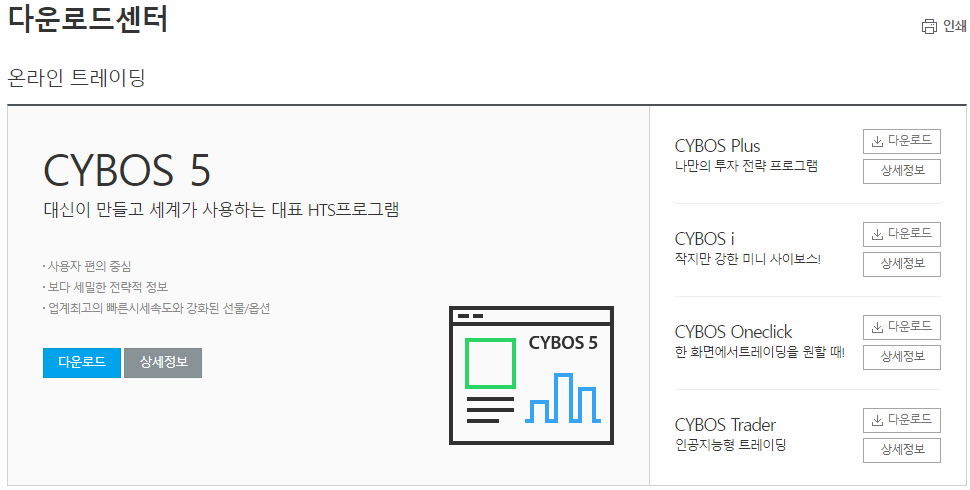 다운로드센터
인쇄
온라인 트레이딩
CYBOS 5
대신이 만들고 세계가 사용하는 대표 HTS프로그램
· 사용자 편의 중심
· 보다 세밀한 전략적 정보
· 업계최고의 빠른시세속도와 강화된 선물/옵션
다운로드 상세정보
CYBOS 5
CYBOS Plus
나만의 투자 전략 프로그램
다운로드
상세정보
CYBOS i
작지만 강한 미니 사이보스!
다운로드
상세정보
CYBOS Oneclick
한 화면에서트레이딩을 원할 때!
다운로드
상세정보
CYBOS Trader
인공지능형 트레이딩
다운로드
상세정보